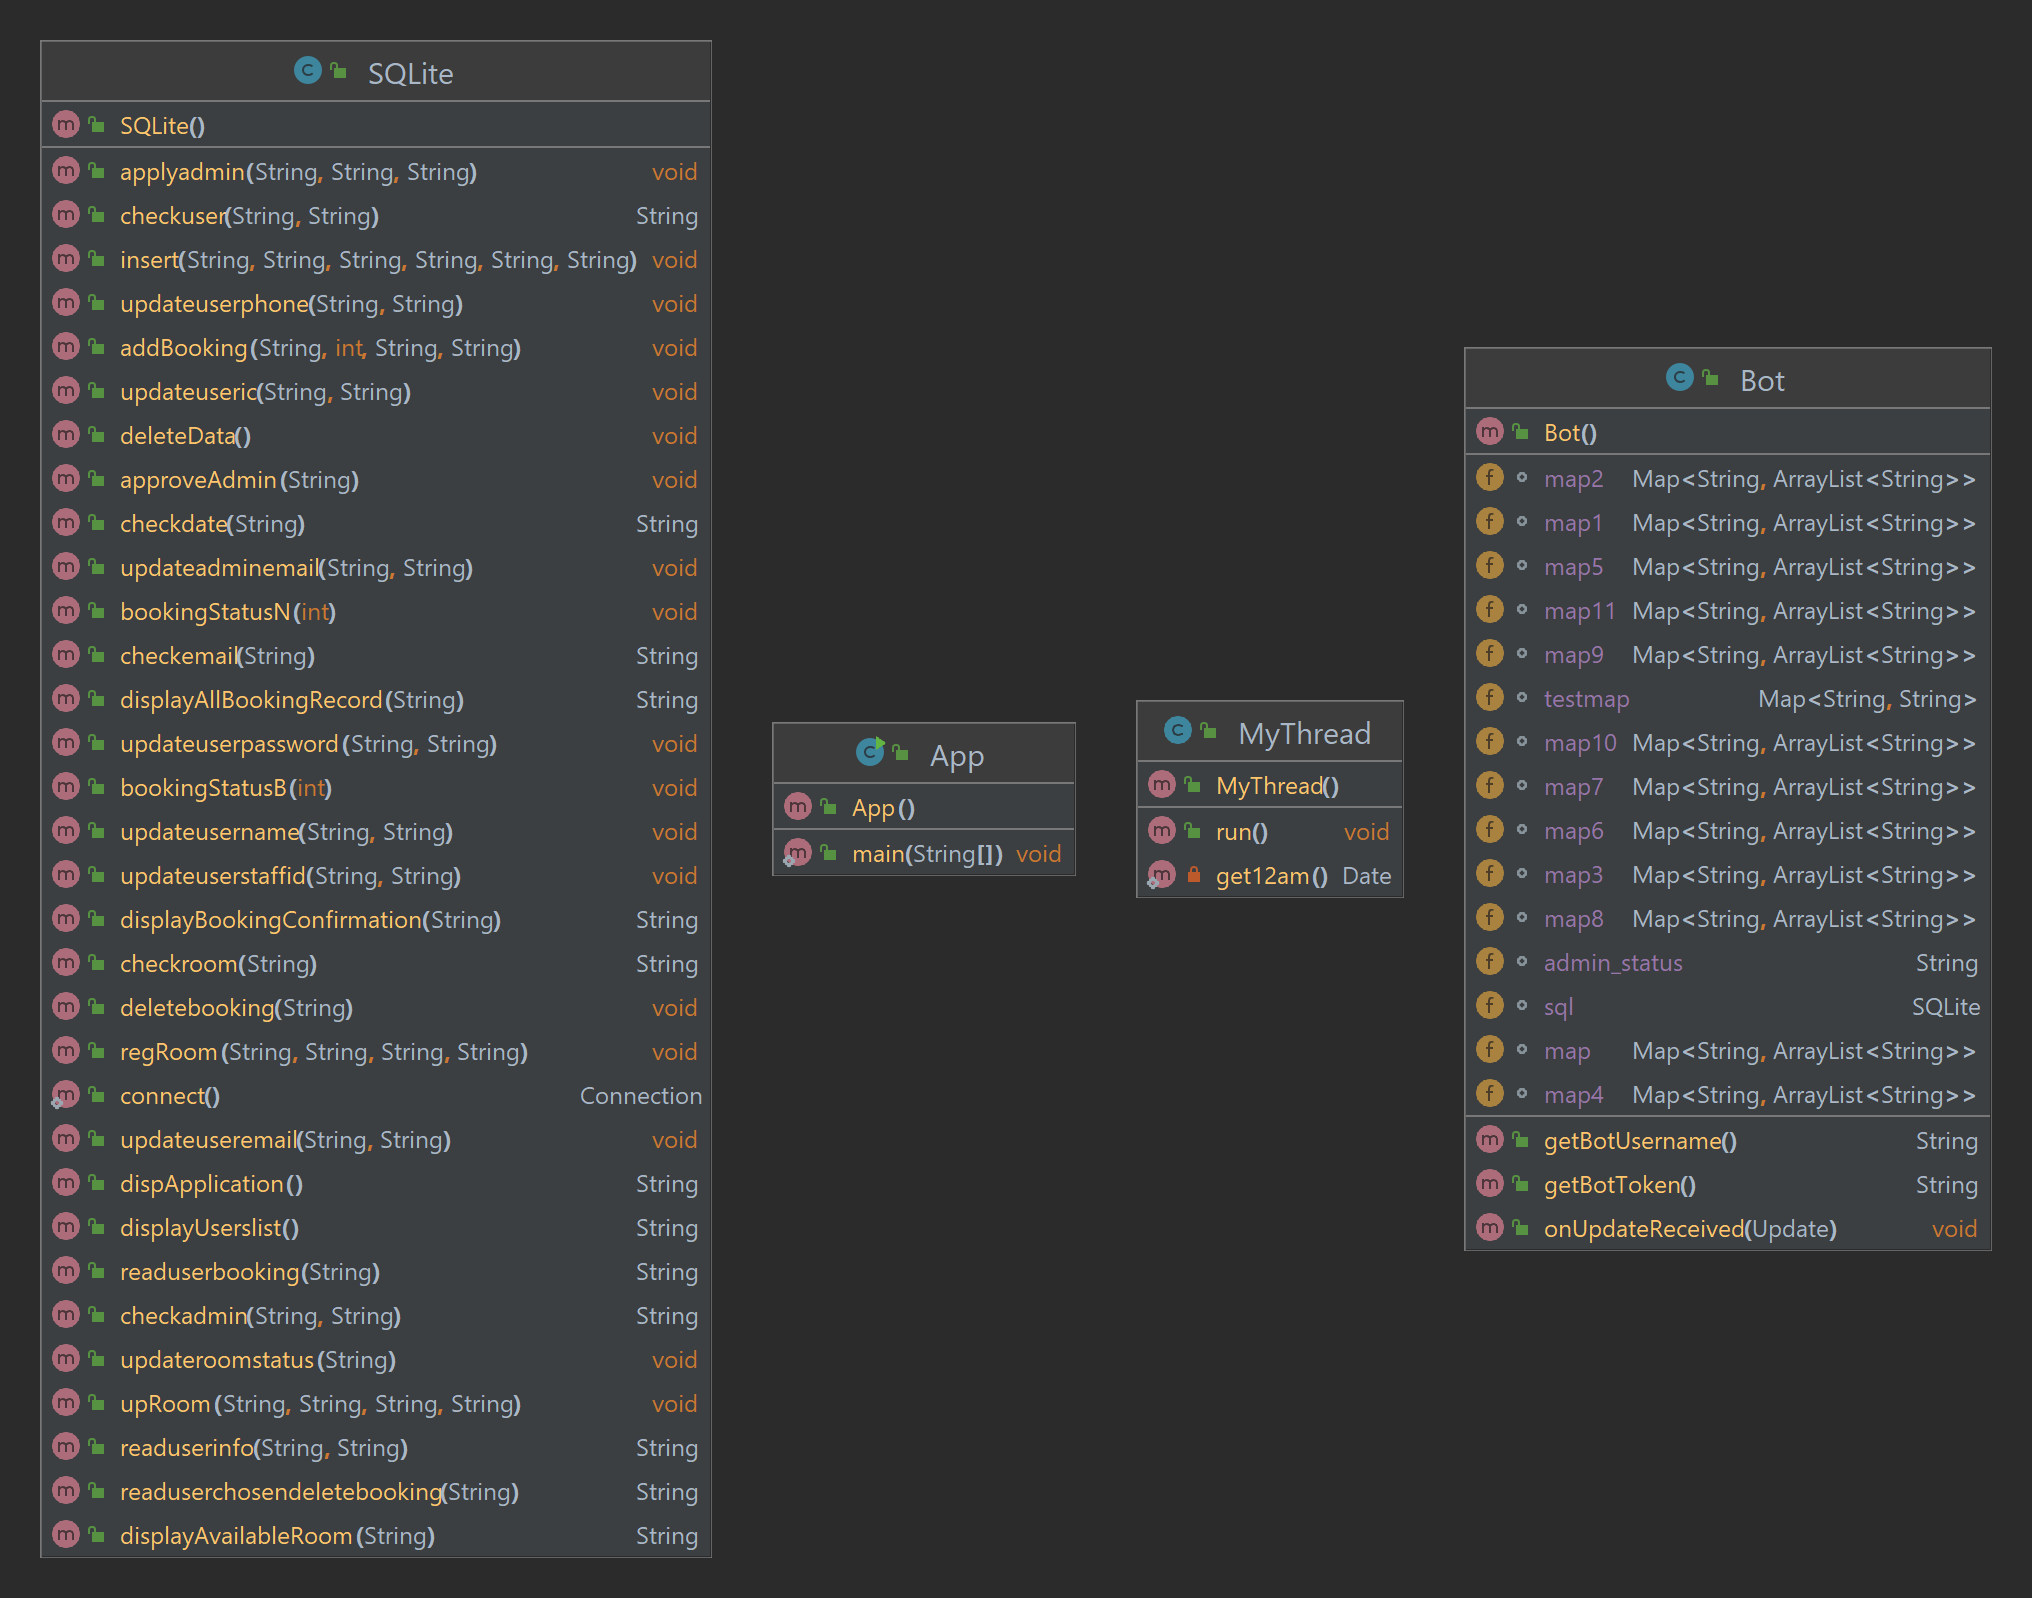 SQLite
SQLite()
applyadmin(String, String, String) void
checkuser(String, String) String
insert(String, String, String, String, String, String) void
updateuserphone(String, String) void
addBooking(String, int, String, String) void
updateuseric(String, String) void
deleteData() void
approveAdmin(String) void
checkdate(String) String
updateadminemail(String, String) void
bookingStatusN(int) void
checkemail(String) String
displayAllBookingRecord(String) String
updateuserpassword(String, String) void
bookingStatusB(int) void
updateusername(String, String) void
updateuserstaffid(String, String) void
displayBookingConfirmation(String) String
checkroom(String) String
deletebooking(String) void
regRoom(String, String, String, String) void
connect() Connection
updateuseremail(String, String) void
dispApplication() String
displayUserslist() String
readuserbooking(String) String
checkadmin(String, String) String
updateroomstatus(String) void
upRoom(String, String, String, String) void
readuserinfo(String, String) String
readuserchosendeletebooking(String) String
displayAvailableRoom(String) String
App
App()
main(String[]) void
MyThread
MyThread()
run() void
get12am() Date
Bot
Bot()
map2 Map<String, ArrayList<String>>
map1 Map<String, ArrayList<String>>
map5 Map<String, ArrayList<String>>
map11 Map<String, ArrayList<String>>
map9 Map<String, ArrayList<String>>
testmap Map<String, String>
map10 Map<String, ArrayList<String>>
map7 Map<String, ArrayList<String>>
map6 Map<String, ArrayList<String>>
map3 Map<String, ArrayList<String>>
map8 Map<String, ArrayList<String>>
admin_status String
sql SQLite
map Map<String, ArrayList<String>>
map4 Map<String, ArrayList<String>>
getBotUsername() String
getBotToken() String
onUpdateReceived(Update) void